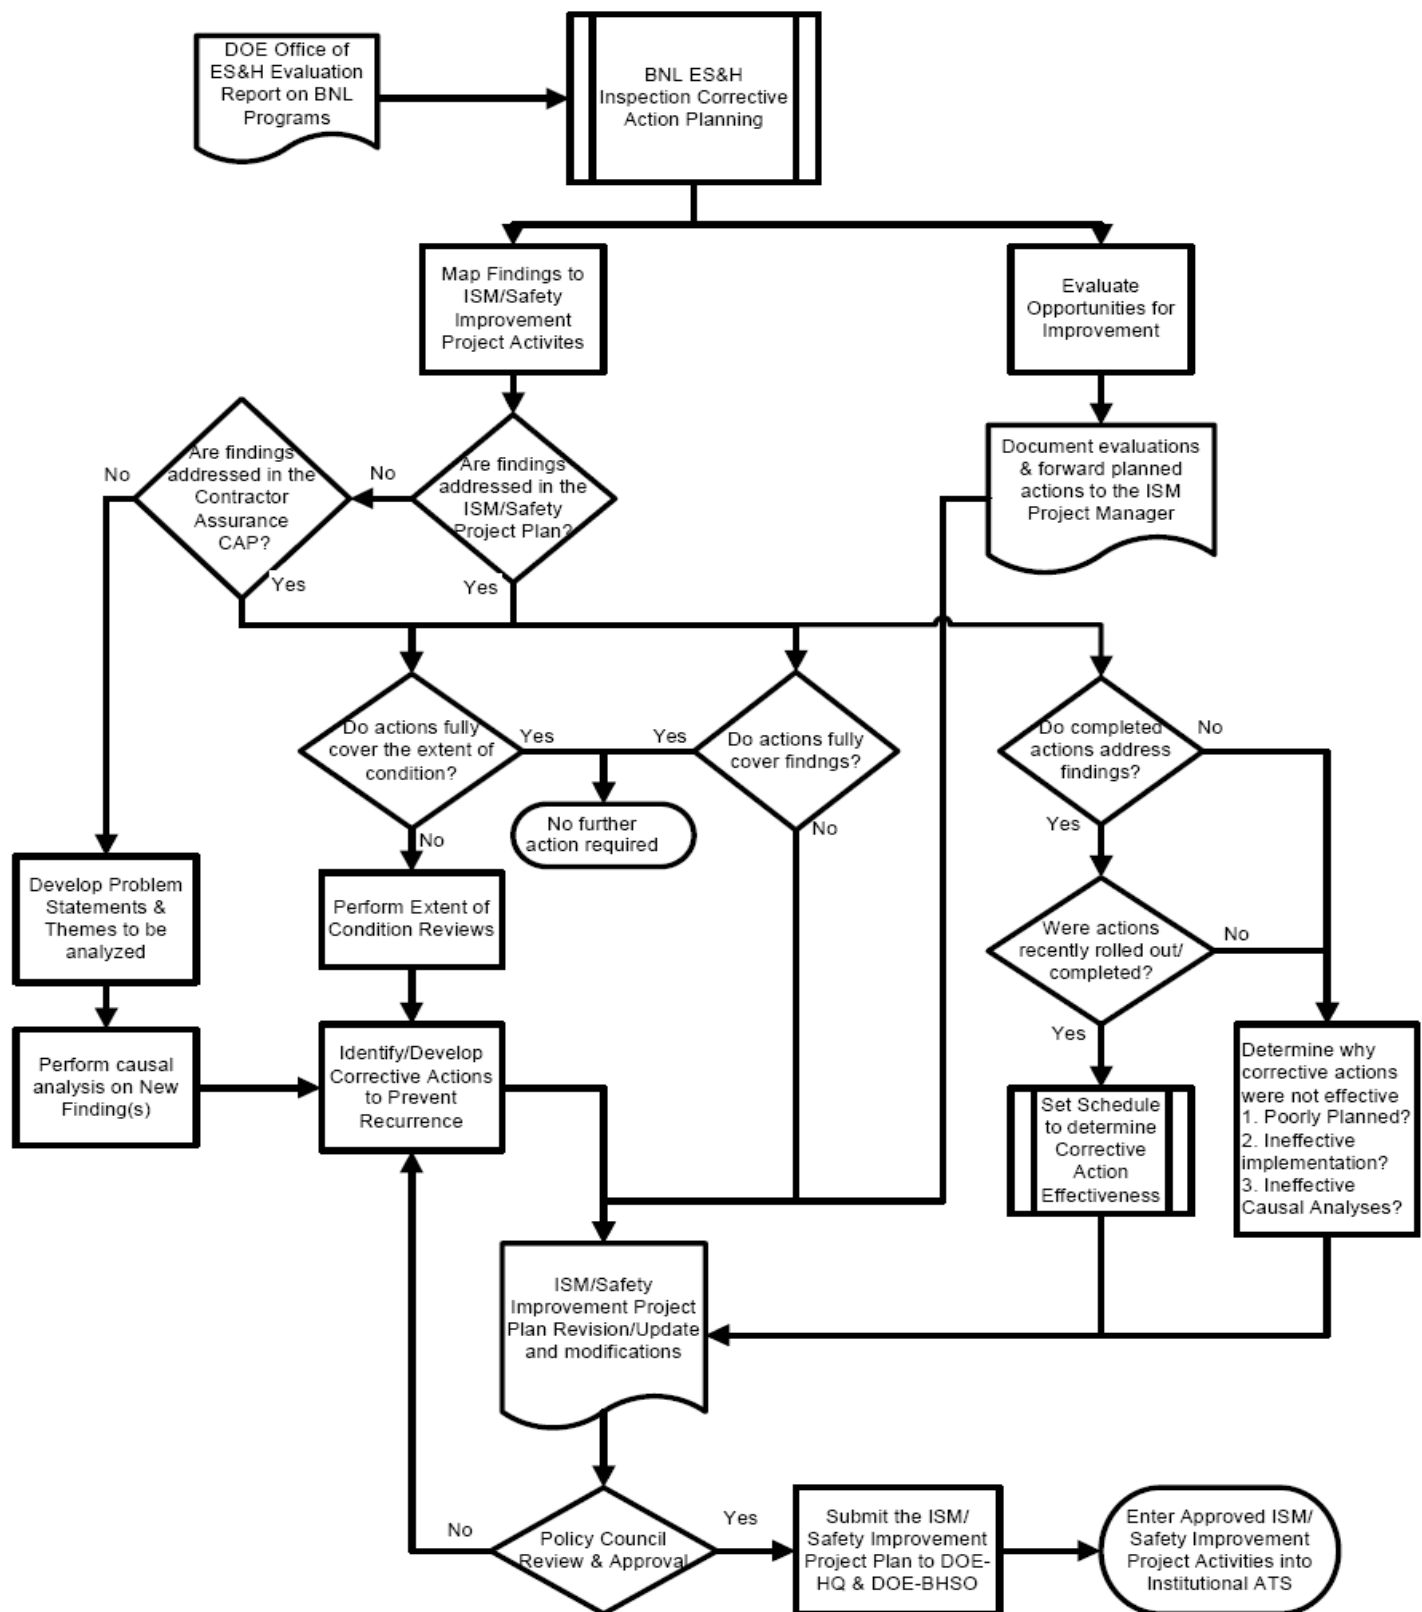 DOE Office of
ES&H Evaluation
Report on BNL
Programs
BNL ES&H
Inspection Corrective
Action Planning
Map Findings to
ISM/Safety
Improvement
Project Activites
Evaluate
Opportunities for
Improvement
Are findings
addressed in the
Contractor
Assurance
CAP?
No
Yes
No
Are findings
addressed in the
ISM/Safety
Project Plan?
Yes
Document evaluations
& forward planned
actions to the ISM
Project Manager
Do actions fully
cover the extent of
condition?
Yes
No
Yes
Do actions fully
cover findngs?
No
No further
action required
Do completed
actions address
findings?
No
Yes
Develop Problem
Statements &
Themes to be
analyzed
Perform Extent of
Condition Reviews
Were actions
recently rolled out/
completed?
No
Yes
Perform causal
analysis on New
Finding(s)
Identify/Develop
Corrective Actions
to Prevent
Recurrence
Set Schedule
to determine
Corrective
Action
Effectiveness
Determine why
corrective actions
were not effective
1. Poorly Planned?
2. Ineffective
implementation?
3. Ineffective
Causal Analyses?
ISM/Safety
Improvement Project
Plan Revision/Update
and modifications
No
Policy Council
Review & Approval
Yes
Submit the ISM/
Safety Improvement
Project Plan to DOE-
HQ & DOE-BHSO
Enter Approved ISM/
Safety Improvement
Project Activities into
Institutional ATS